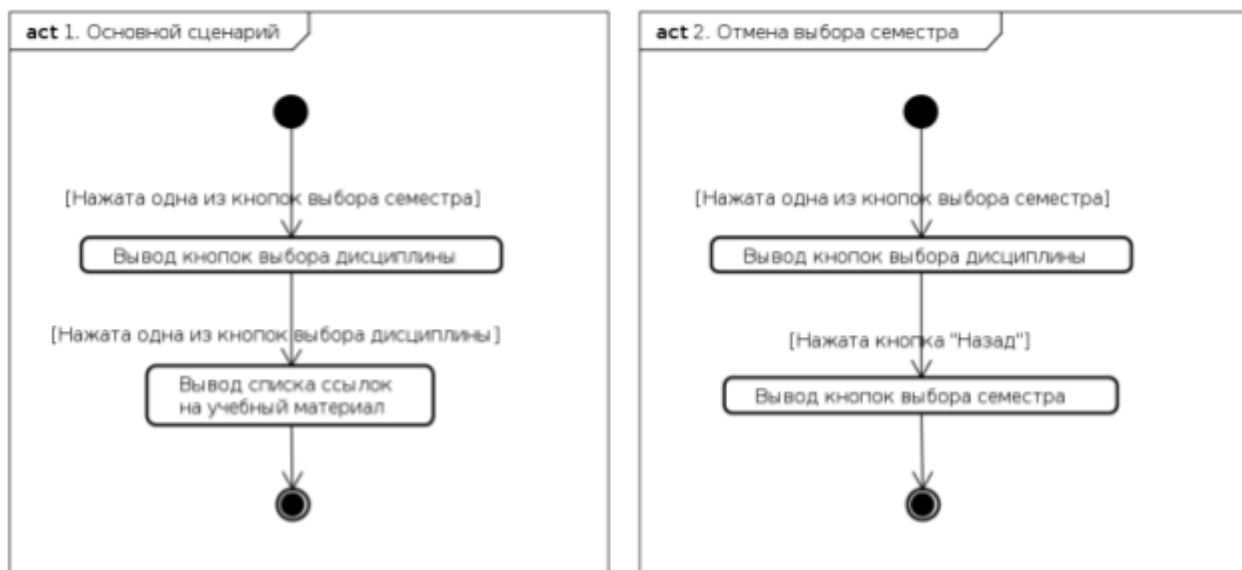 act 1. Основной сценарий
[Нажата одна из кнопок выбора семестра]
Вывод кнопок выбора дисциплины
[Нажата одна из кнопок выбора дисциплины]
Вывод списка ссылок
на учебный материал
act 2. Отмена выбора семестра
[Нажата одна из кнопок выбора семестра]
Вывод кнопок выбора дисциплины
[Нажата кнопка "Назад"]
Вывод кнопок выбора семестра